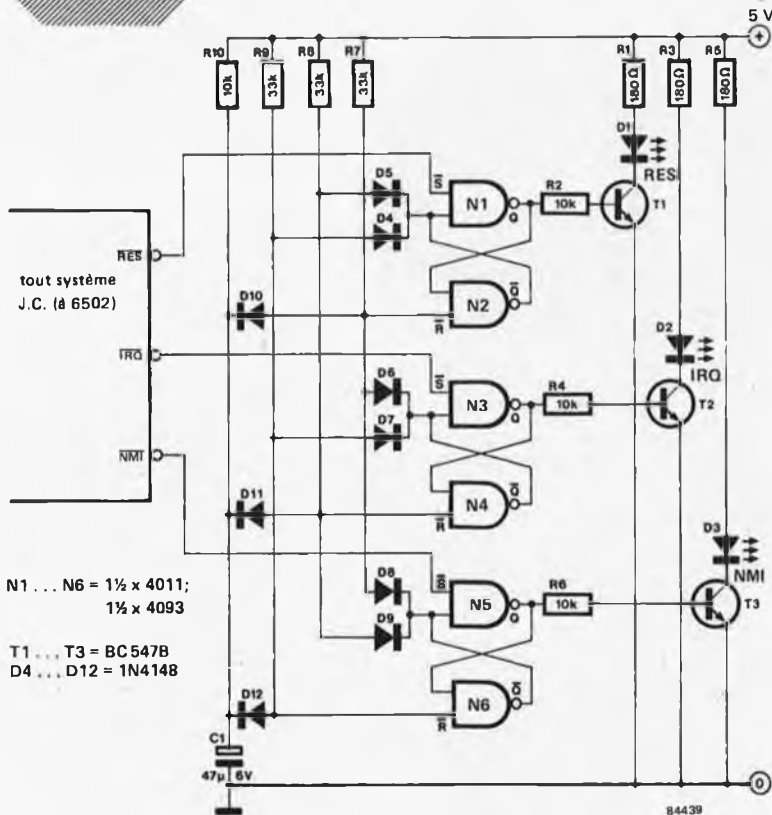 5 V
+
R10
R9
R8
R7
R1
R3
R5
10k
33k
33k
33k
180Ω
180Ω
180Ω
D1
RES
T1
D5
D4
S̅
N1
Q
R2
10k
R̅E̅S̅
tout système
J.C. (à 6502)
D10
N2
Q̅
R̅
D2
IRQ
T2
I̅R̅Q̅
D6
D7
S̅
N3
Q
R4
10k
N̅M̅I̅
D11
N4
Q̅
R̅
D3
NMI
T3
N1 ... N6 = 1½ x 4011;
1½ x 4093
D8
D9
S̅
N5
Q
R6
10k
T1 ... T3 = BC547B
D4 ... D12 = 1N4148
D12
N6
Q̅
R̅
C1
47µ 6V
0
84439